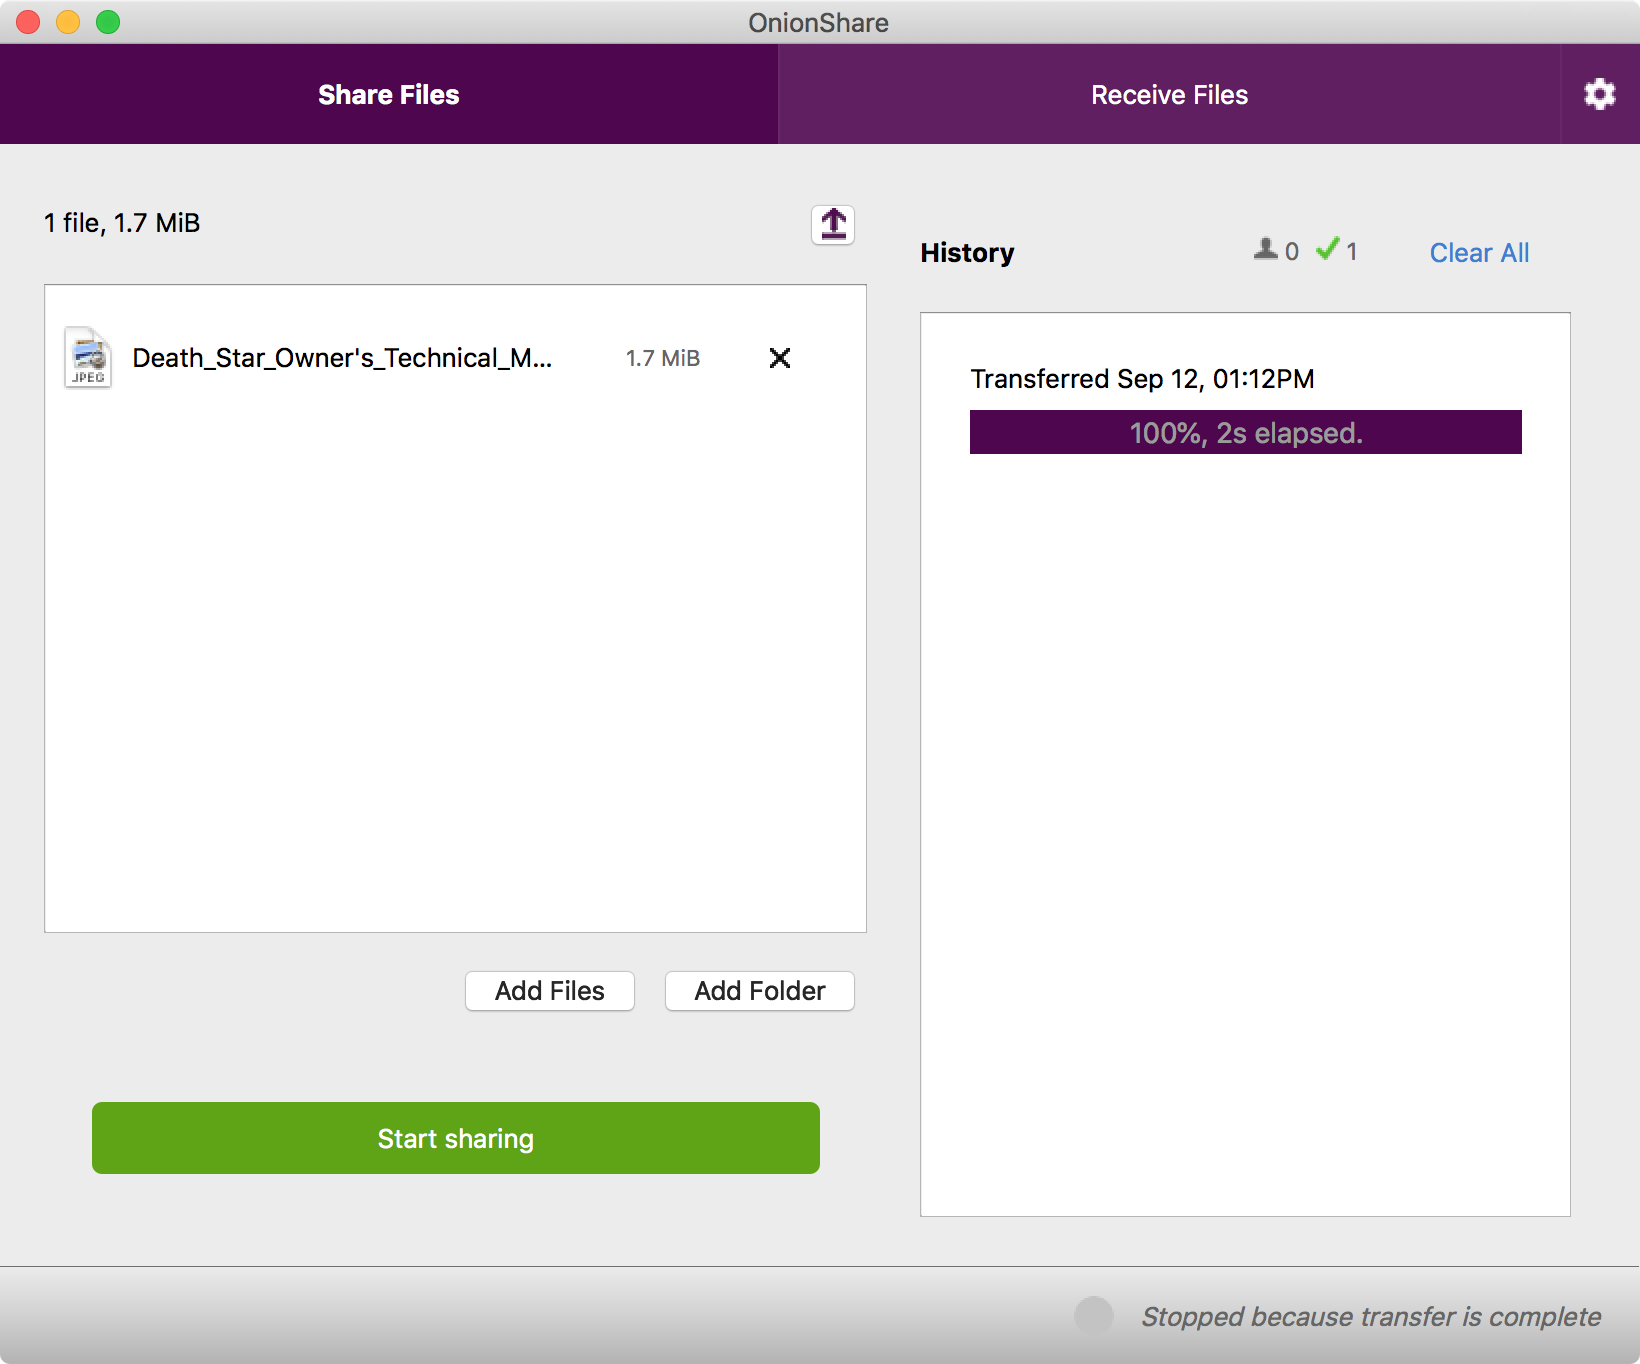 OnionShare
Share Files
Receive Files
1 file, 1.7 MiB
JPEG
Death_Star_Owner's_Technical_M...
1.7 MiB
Add Files
Add Folder
Start sharing
History
0
1
Clear All
Transferred Sep 12, 01:12PM
100%, 2s elapsed.
Stopped because transfer is complete